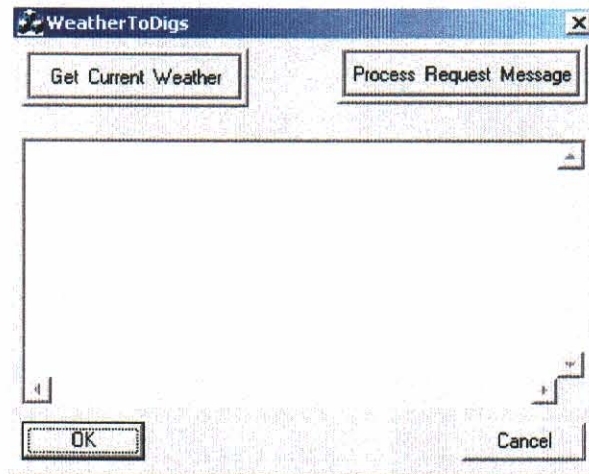 WeatherToDigs
Get Current Weather
Process Request Message
OK
Cancel